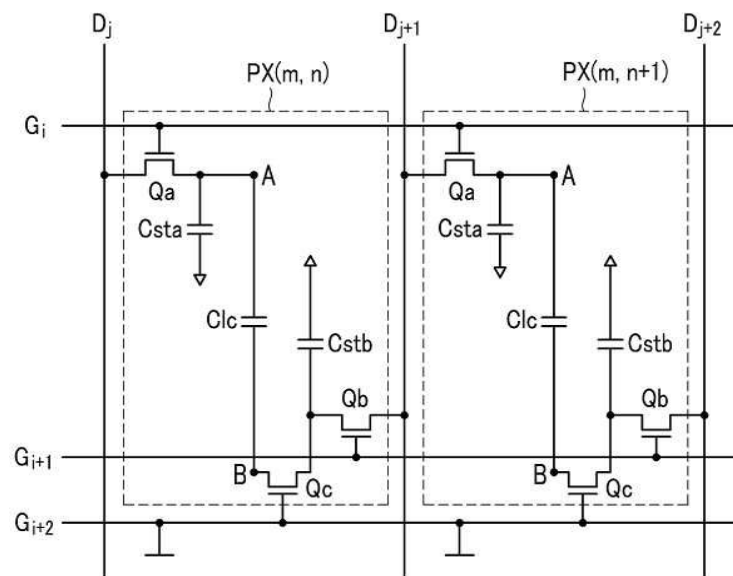 Dj Dj+1 Dj+2
PX(m, n) PX(m, n+1)
Gi
Qa A Qa A
Csta Csta
Clc Cstb Clc Cstb
Qb Qb
Gi+1
B Qc B Qc
Gi+2